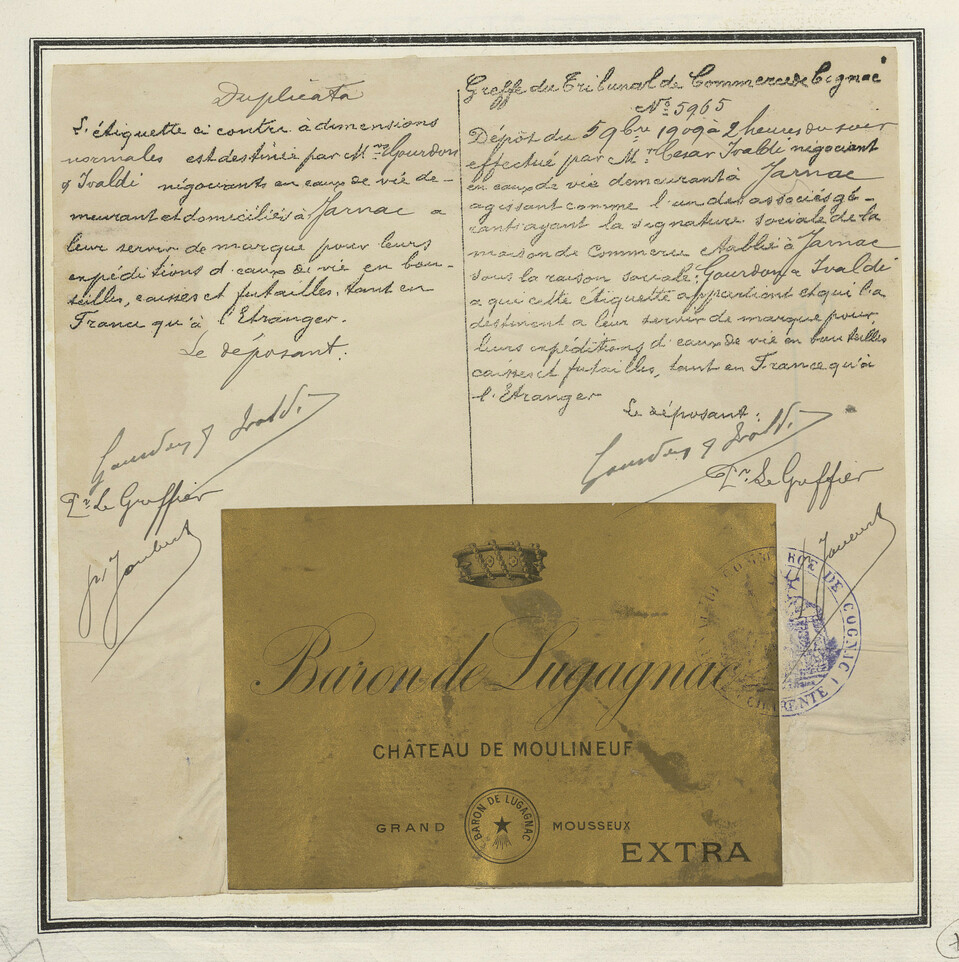 Duplicata
L'étiquette ci contre à dimensions
normales est destinée par M.rs Gourdon
& Ivaldi négociants en eaux de vie de-
meurant et domiciliés à Jarnac a
leur servir de marque pour leurs
expéditions d'eaux de vie en bou-
teilles, caisses et futailles, tant en
France qu'à l'Etranger.
Le déposant:
Gourdon & Ivaldi
Pr. Le Greffier
Greffe du Tribunal de Commerce de Cognac
No. 5965
Dépôt du 5 9bre 1909 à 2 heures du soir
effectué par M.r Cesar Ivaldi négociant
en eaux de vie demeurant à Jarnac
agissant comme l'un des associés gé-
rants ayant la signature sociale de la
maison de Commerce etablie à Jarnac
sous la raison sociale: Gourdon & Ivaldi
a que cette étiquette appartient et qui l'a
destinent a leur servir de marque pour
leurs expéditions d'eaux de vie en bouteilles
caisses et futailles, tant en France qu'à
l'Etranger
Le déposant:
Gourdon & Ivaldi
Pr. Le Greffier
Baron de Lugagnac
CHÂTEAU DE MOULINEUF
GRAND
BARON DE LUGAGNAC
MOUSSEUX
EXTRA
COMMERCE DE COGNAC
CHARENTE